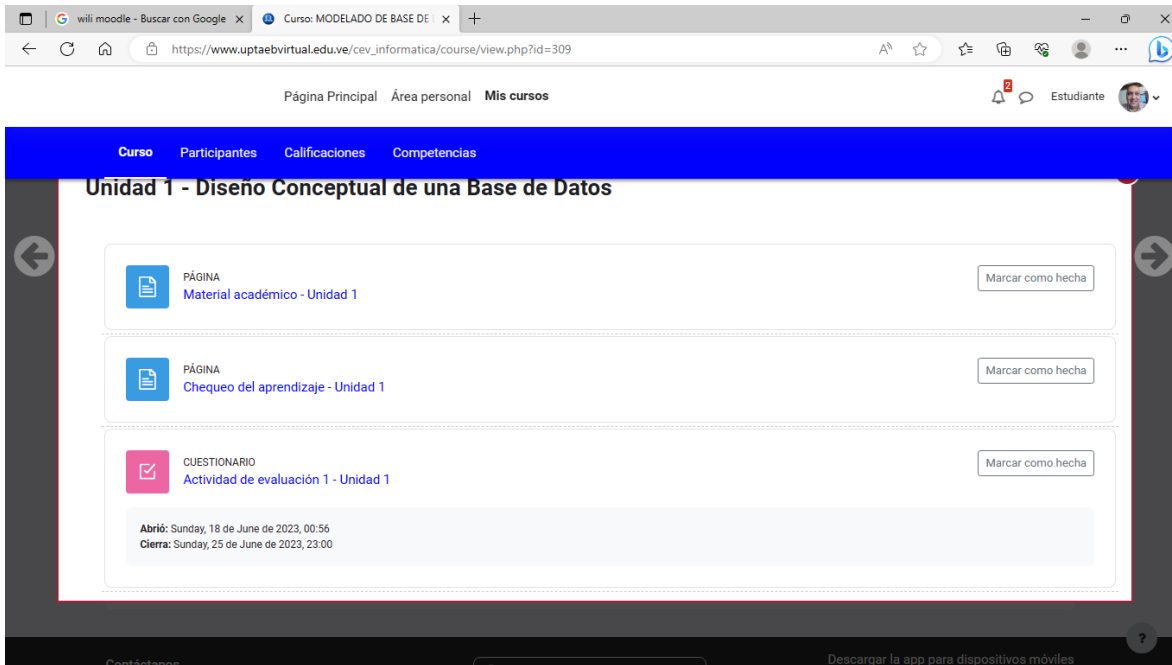 wili moodle - Buscar con Google
Curso: MODELADO DE BASE DE
https://www.uptaebvirtual.edu.ve/cev_informatica/course/view.php?id=309
Página Principal Área personal Mis cursos
2
Estudiante
Curso Participantes Calificaciones Competencias
Unidad 1 - Diseño Conceptual de una Base de Datos
PÁGINA
Material académico - Unidad 1
Marcar como hecha
PÁGINA
Chequeo del aprendizaje - Unidad 1
Marcar como hecha
CUESTIONARIO
Actividad de evaluación 1 - Unidad 1
Marcar como hecha
Abrió: Sunday, 18 de June de 2023, 00:56
Cierra: Sunday, 25 de June de 2023, 23:00
?
Contáctanos
Descargar la app para dispositivos móviles